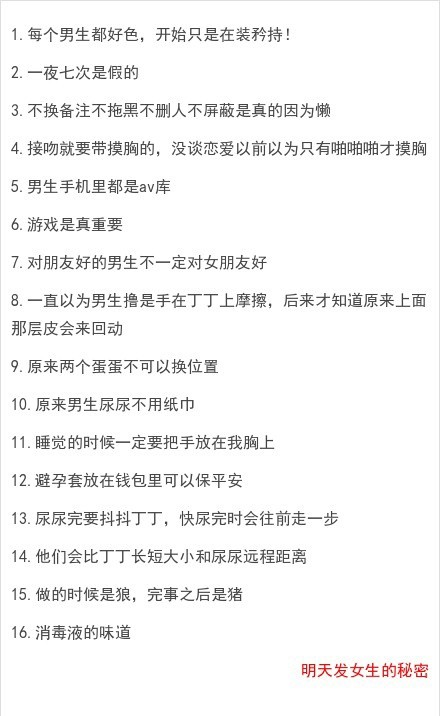 1. 每个男生都好色，开始只是在装矜持！
2. 一夜七次是假的
3. 不换备注不拖黑不删人不屏蔽是真的因为懒
4. 接吻就要带摸胸的，没谈恋爱以前以为只有啪啪啪才摸胸
5. 男生手机里都是av库
6. 游戏是真重要
7. 对朋友好的男生不一定对女朋友好
8. 一直以为男生撸是手在丁丁上摩擦，后来才知道原来上面
那层皮会来回动
9. 原来两个蛋蛋不可以换位置
10. 原来男生尿尿不用纸巾
11. 睡觉的时候一定要把手放在我胸上
12. 避孕套放在钱包里可以保平安
13. 尿尿完要抖抖丁丁，快尿完时会往前走一步
14. 他们会比丁丁长短大小和尿尿远程距离
15. 做的时候是狼，完事之后是猪
16. 消毒液的味道
明天发女生的秘密